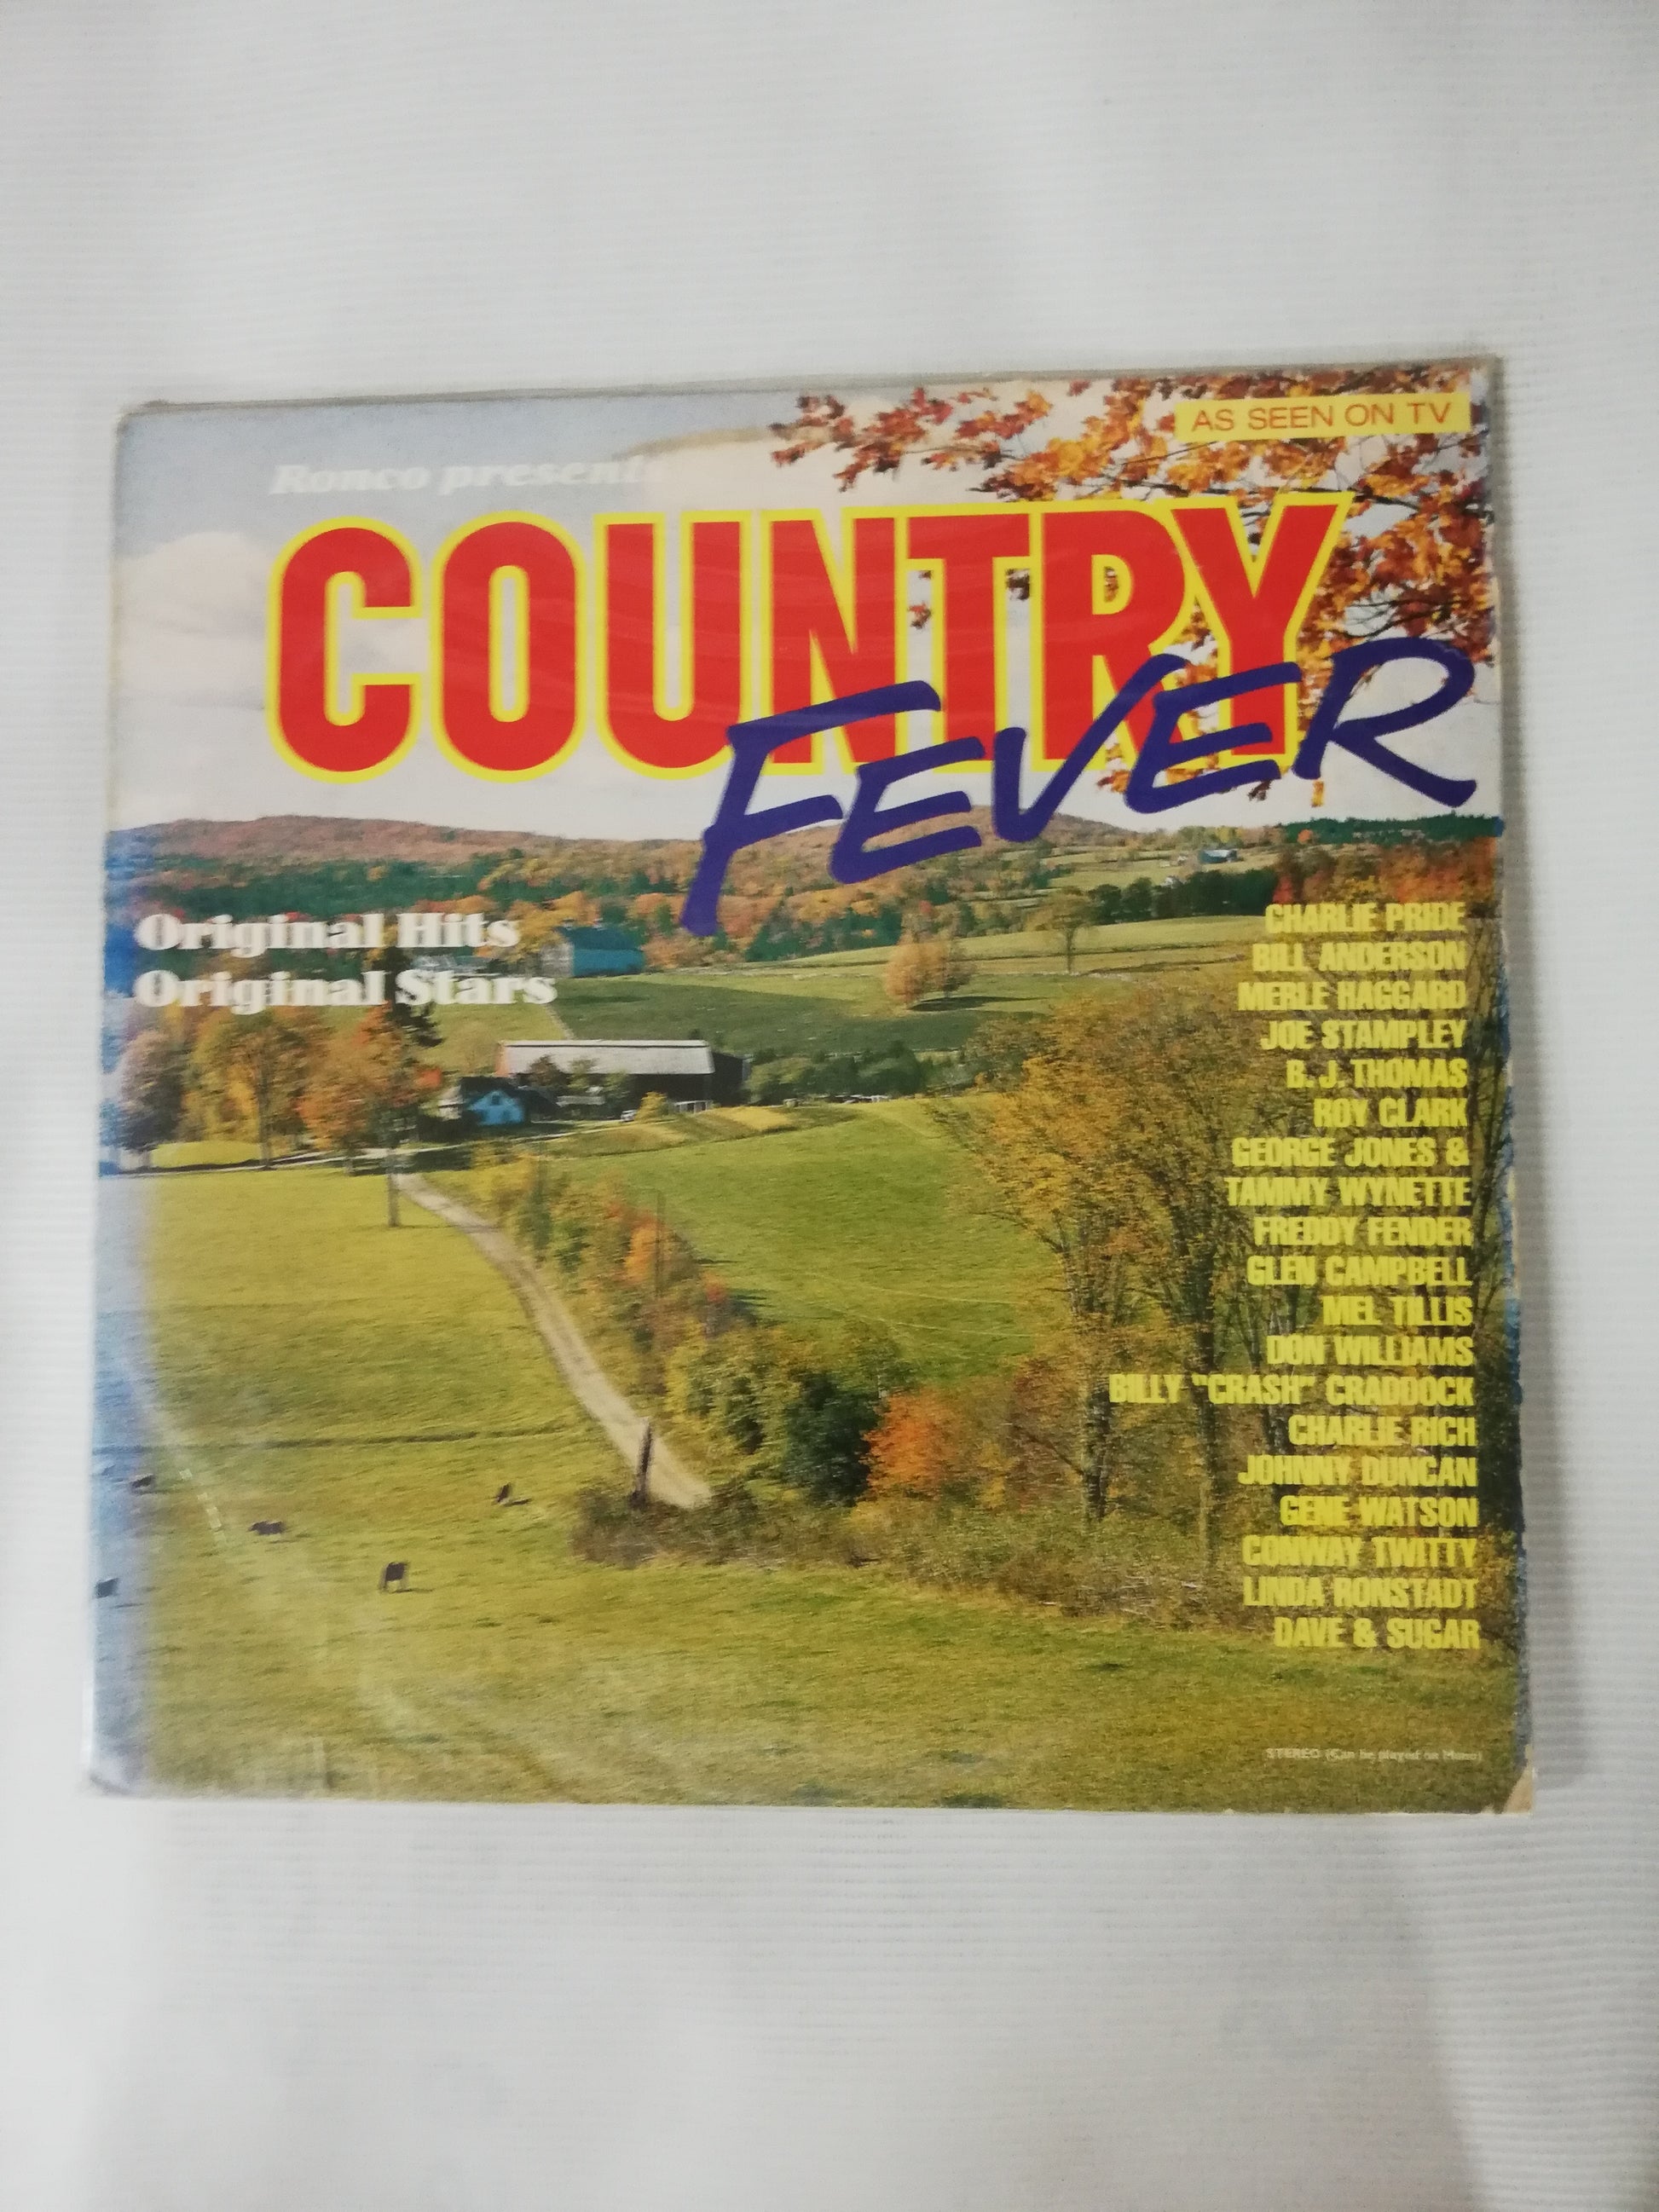 AS SEEN ON TV
Ronco presents
COUNTRY
FEVER
Original Hits
Original Stars
CHARLIE PRIDE
BILL ANDERSON
MERLE HAGGARD
JOE STAMPLEY
B.J. THOMAS
ROY CLARK
GEORGE JONES &
TAMMY WYNETTE
FREDDY FENDER
GLEN CAMPBELL
MEL TILLIS
DON WILLIAMS
BILLY "CRASH" CRADDOCK
CHARLIE RICH
JOHNNY DUNCAN
GENE WATSON
CONWAY TWITTY
LINDA RONSTADT
DAVE & SUGAR
STEREO (Can be played on Mono)